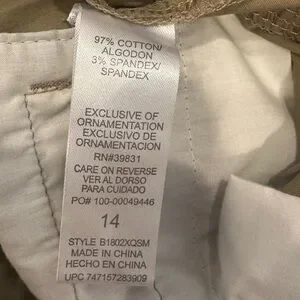 97% COTTON/
ALGODON
3% SPANDEX/
SPANDEX
EXCLUSIVE OF
ORNAMENTATION
EXCLUSIVO DE
ORNAMENTACION
RN#39831
CARE ON REVERSE
VER AL DORSO
PARA CUIDADO
PO# 100-00049446
14
STYLE B1802XQSM
MADE IN CHINA
HECHO EN CHINA
UPC 747157283909